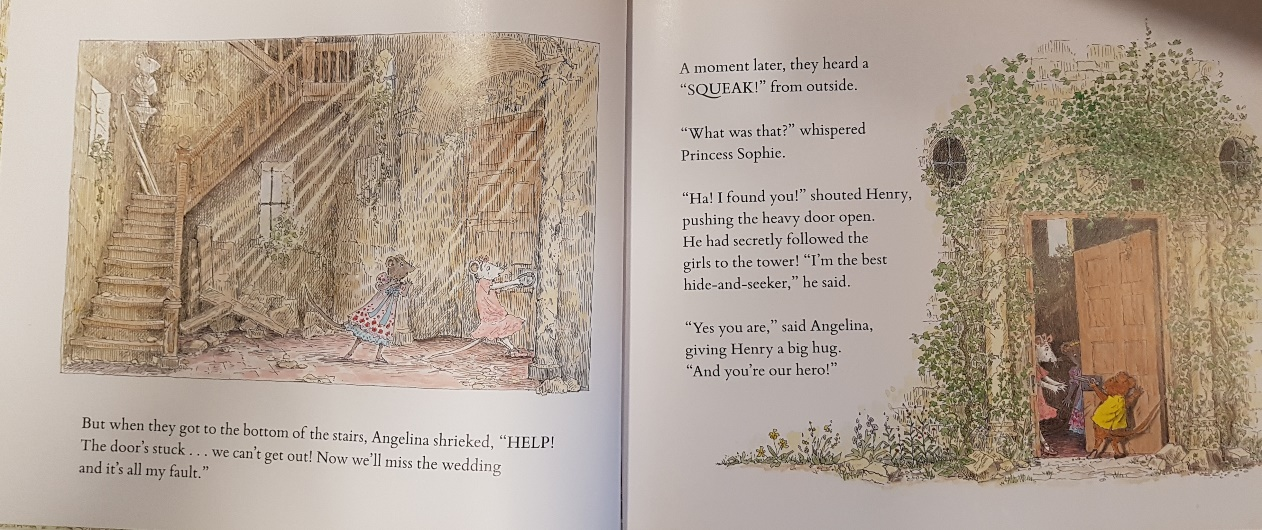 But when they got to the bottom of the stairs, Angelina shrieked, “HELP!
The door’s stuck . . . we can’t get out! Now we’ll miss the wedding
and it’s all my fault.”
A moment later, they heard a
“SQUEAK!” from outside.
“What was that?” whispered
Princess Sophie.
“Ha! I found you!” shouted Henry,
pushing the heavy door open.
He had secretly followed the
girls to the tower! “I’m the best
hide-and-seeker,” he said.
“Yes you are,” said Angelina,
giving Henry a big hug.
“And you’re our hero!”